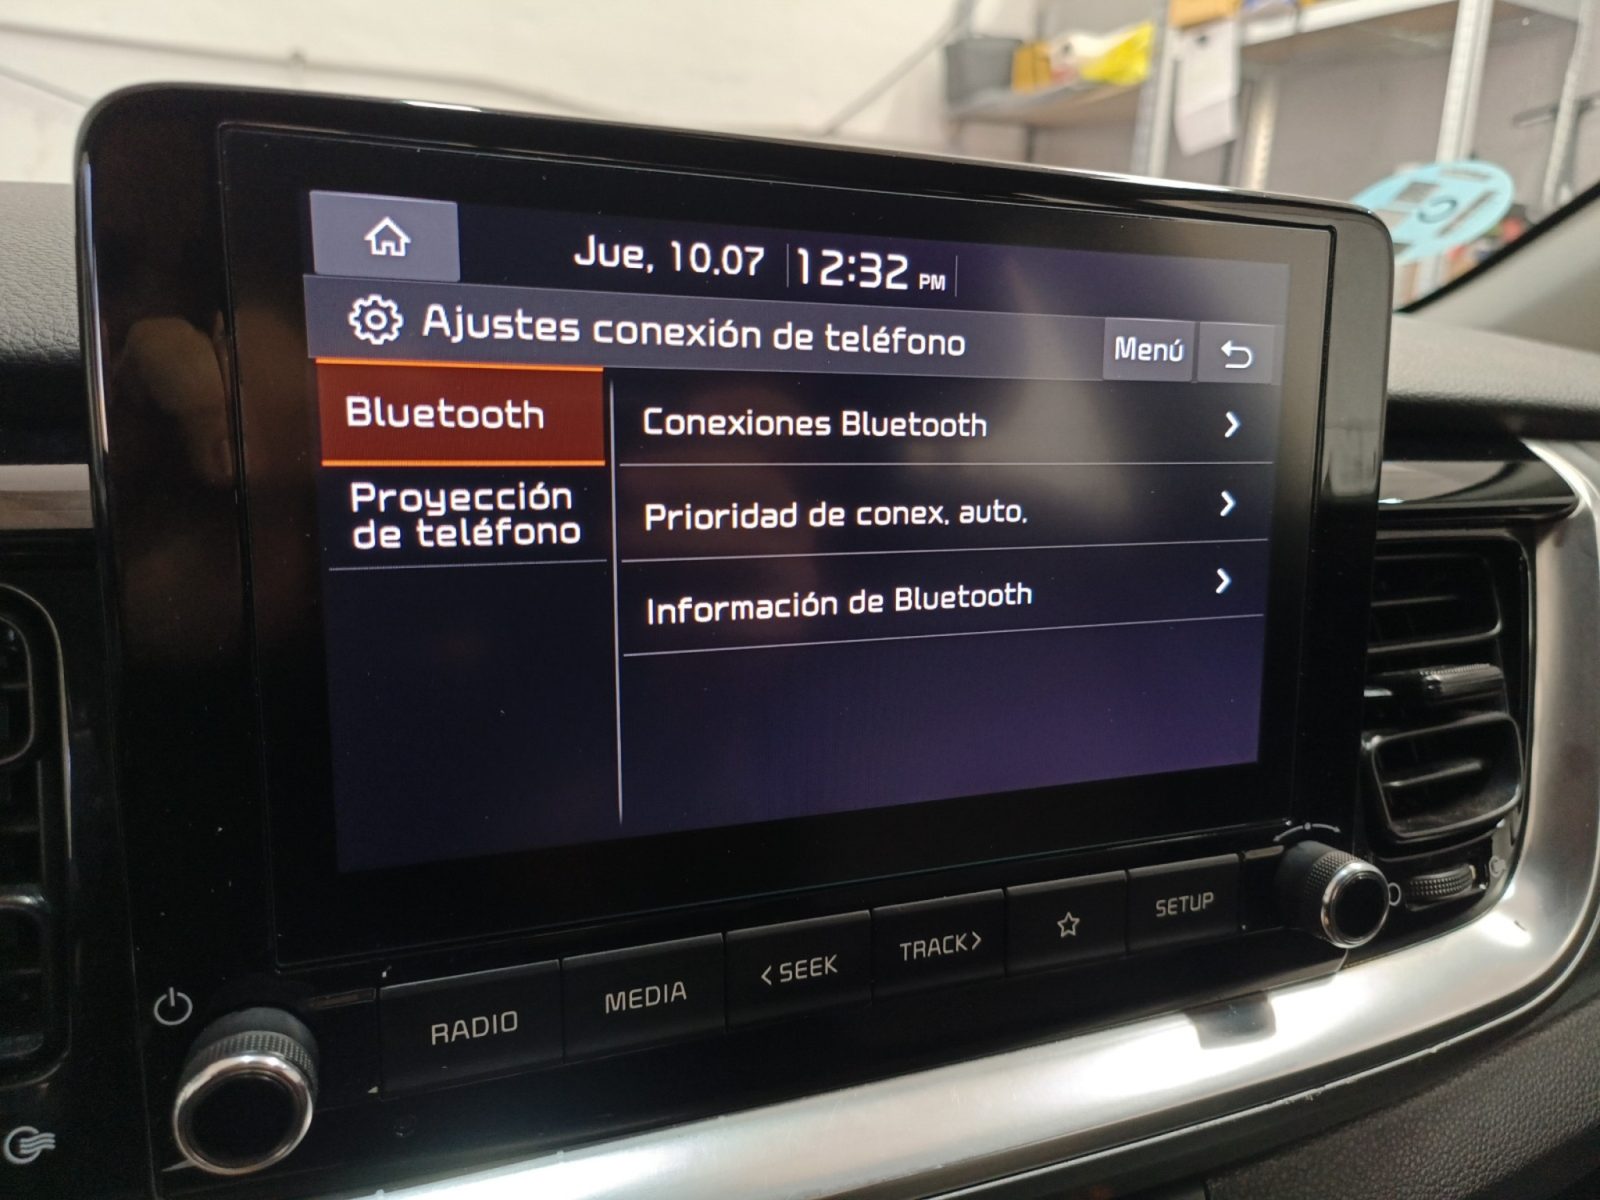 Jue, 10.07
12:32 PM
Ajustes conexión de teléfono
Menú
Bluetooth
Proyección
de teléfono
Conexiones Bluetooth
Prioridad de conex. auto.
Información de Bluetooth
RADIO
MEDIA
<SEEK
TRACK>
SETUP